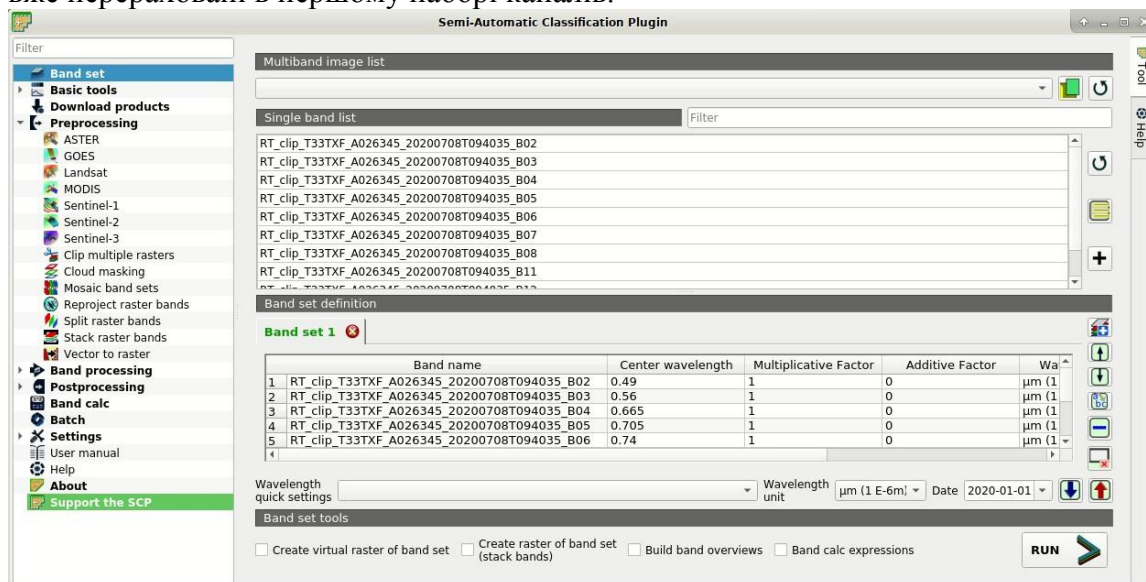 вже перераховані в першому наборі каналів.
Semi-Automatic Classification Plugin
Filter
Band set
Basic tools
Download products
Preprocessing
ASTER
GOES
Landsat
MODIS
Sentinel-1
Sentinel-2
Sentinel-3
Clip multiple rasters
Cloud masking
Mosaic band sets
Reproject raster bands
Split raster bands
Stack raster bands
Vector to raster
Band processing
Postprocessing
Band calc
Batch
Settings
User manual
Help
About
Support the SCP
Multiband image list
Single band list Filter
RT_clip_T33TXF_A026345_20200708T094035_B02
RT_clip_T33TXF_A026345_20200708T094035_B03
RT_clip_T33TXF_A026345_20200708T094035_B04
RT_clip_T33TXF_A026345_20200708T094035_B05
RT_clip_T33TXF_A026345_20200708T094035_B06
RT_clip_T33TXF_A026345_20200708T094035_B07
RT_clip_T33TXF_A026345_20200708T094035_B08
RT_clip_T33TXF_A026345_20200708T094035_B11
RT_clip_T33TXF_A026345_20200708T094035_B12
Band set definition
Band set 1
Band name Center wavelength Multiplicative Factor Additive Factor Wa
1 RT_clip_T33TXF_A026345_20200708T094035_B02 0.49 1 0 µm (1
2 RT_clip_T33TXF_A026345_20200708T094035_B03 0.56 1 0 µm (1
3 RT_clip_T33TXF_A026345_20200708T094035_B04 0.665 1 0 µm (1
4 RT_clip_T33TXF_A026345_20200708T094035_B05 0.705 1 0 µm (1
5 RT_clip_T33TXF_A026345_20200708T094035_B06 0.74 1 0 µm (1
Wavelength
quick settings
Wavelength
unit
µm (1 E-6m) Date 2020-01-01
Band set tools
Create virtual raster of band set
Create raster of band set
(stack bands)
Build band overviews Band calc expressions RUN
Tool
Help